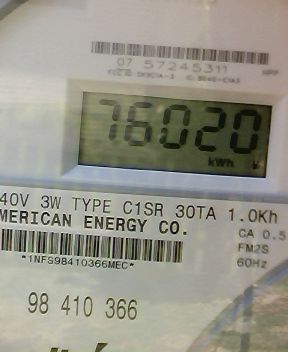 07 57245311
76020
kWh
40V 3W TYPE C1SR 30TA 1.0Kh
MERICAN ENERGY CO.
CA 0.5
FM2S
60Hz
*1NFS98410366MEC*
98 410 366